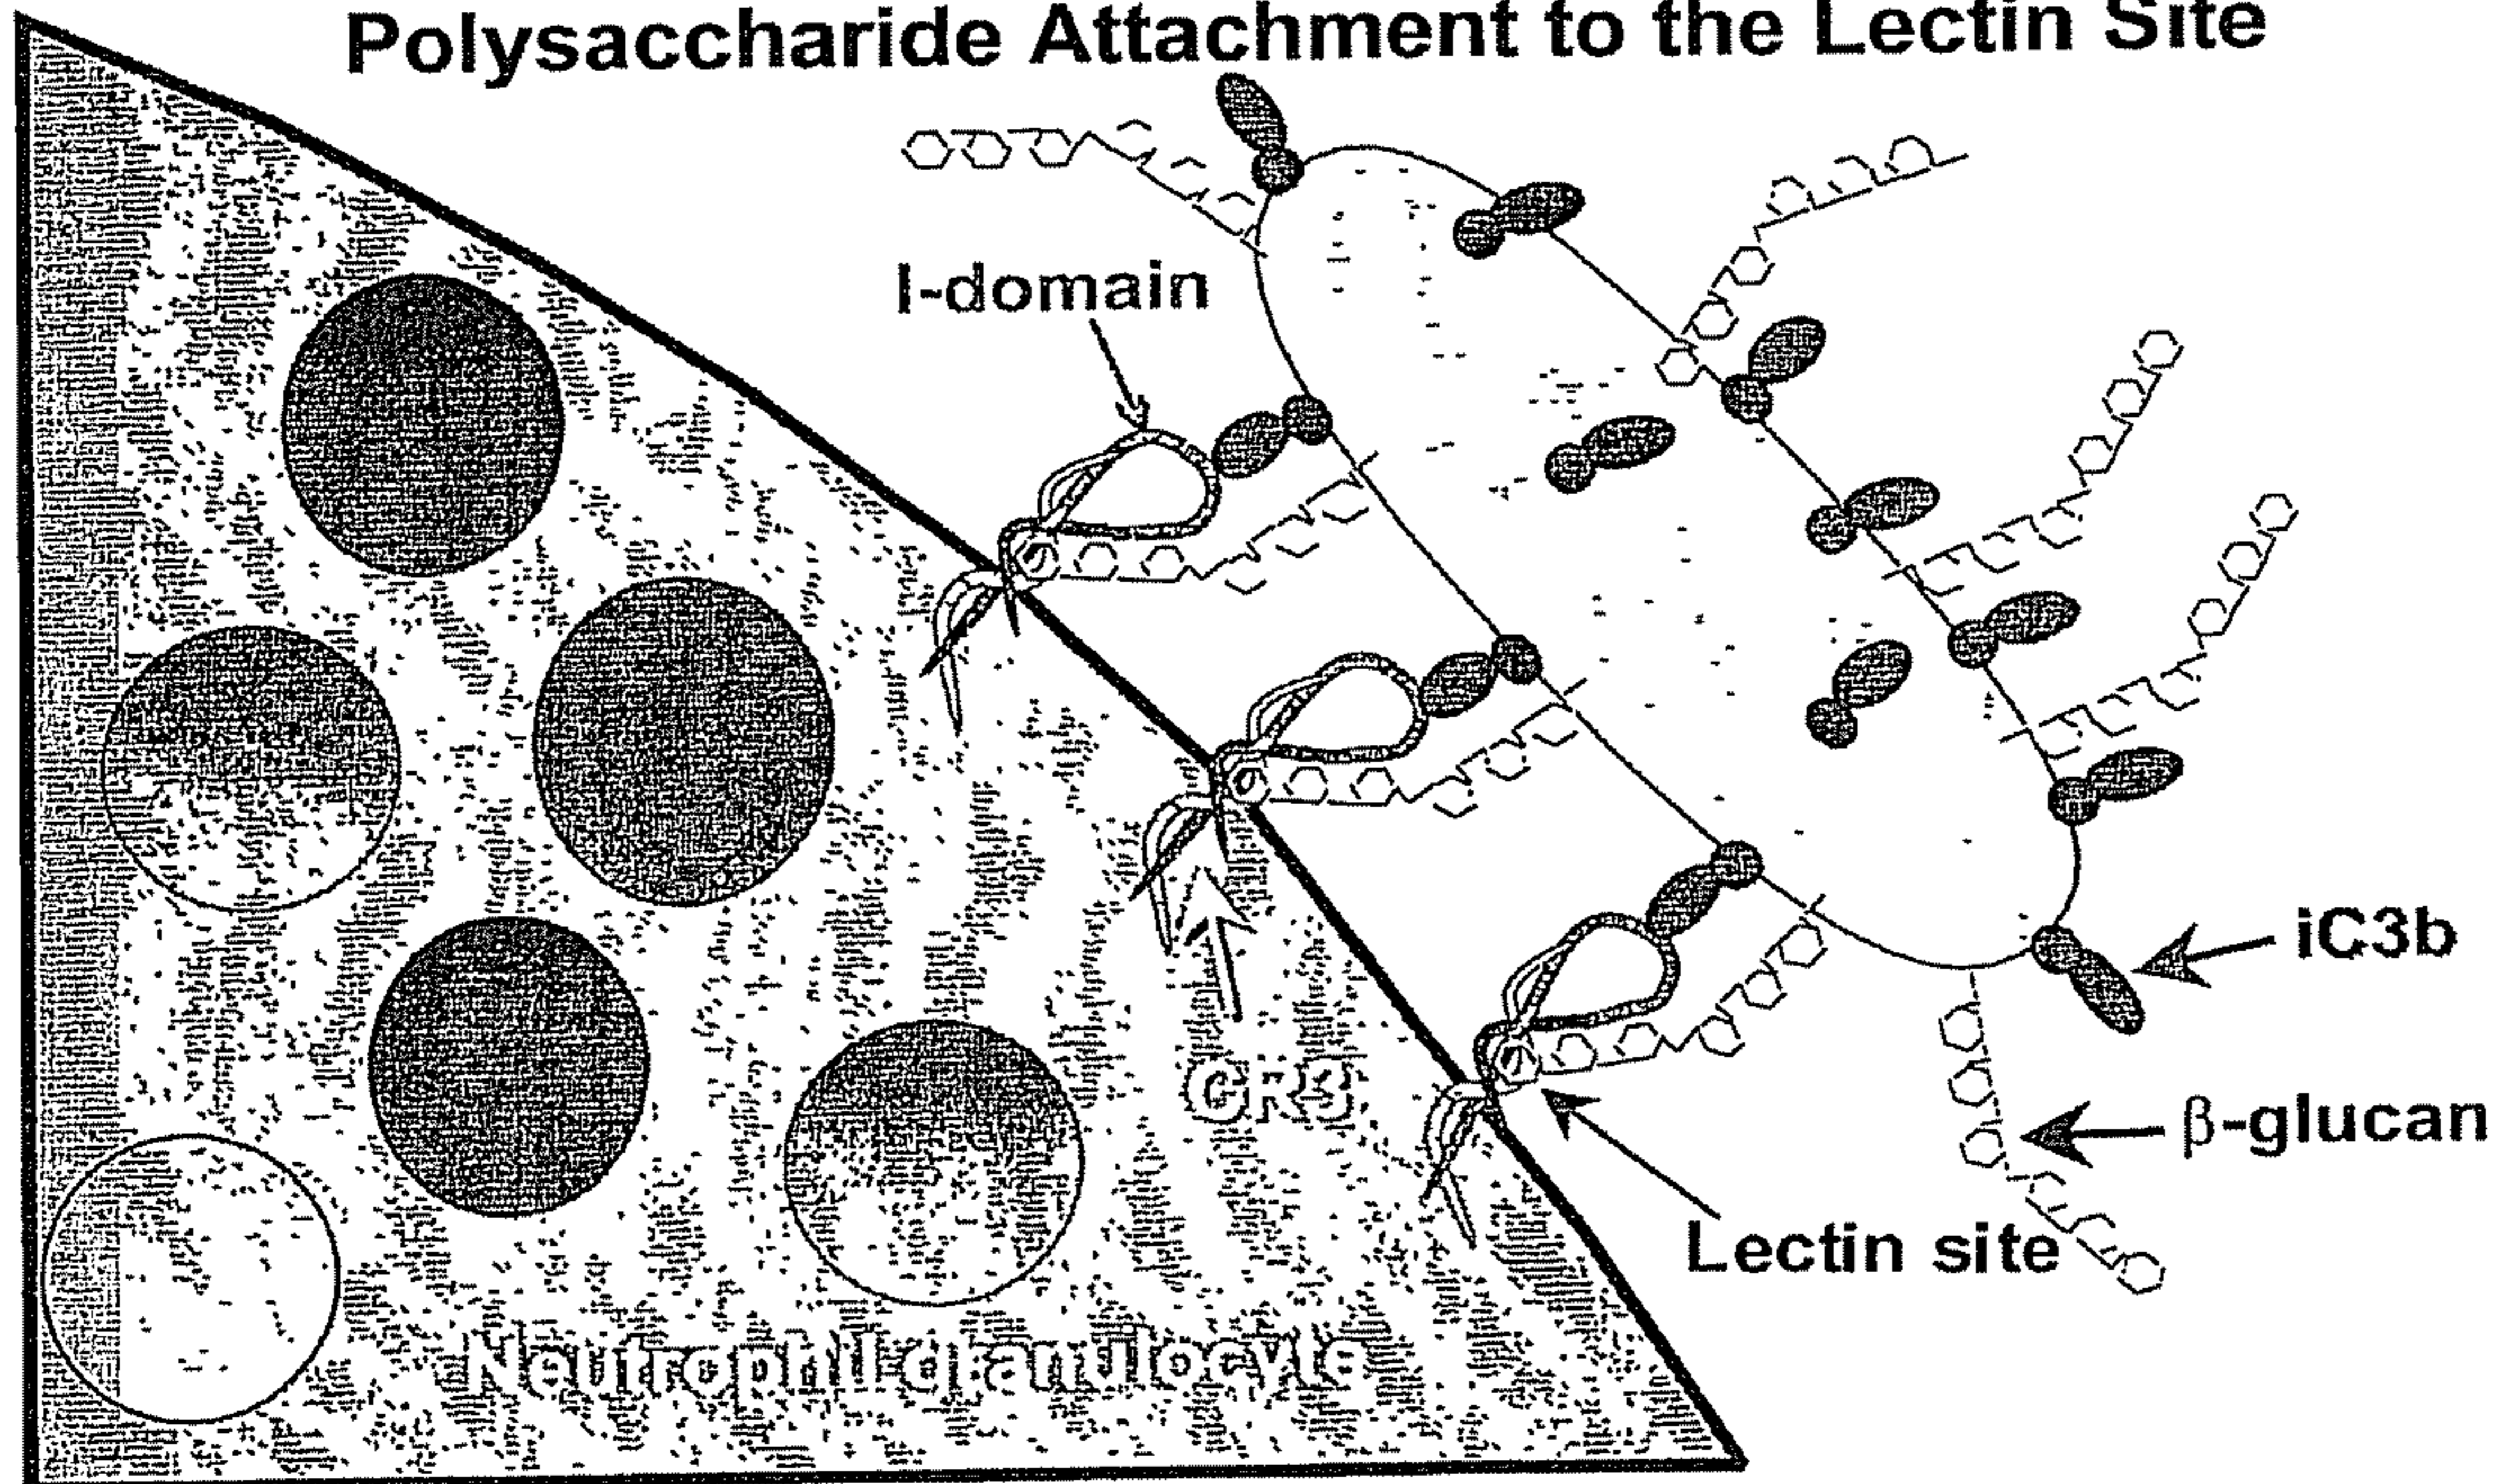 Polysaccharide Attachment to the Lectin Site
I-domain
iC3b
CR3
β-glucan
Lectin site
Neutrophil granulocyte